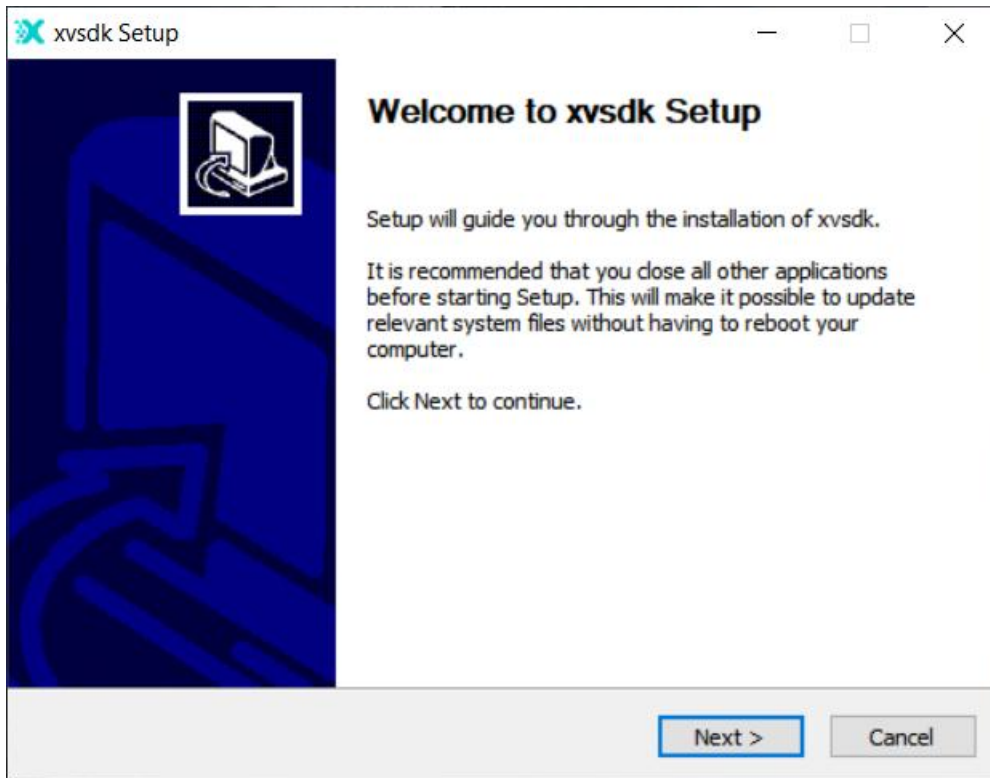 xvsdk Setup
Welcome to xvsdk Setup
Setup will guide you through the installation of xvsdk.
It is recommended that you close all other applications
before starting Setup. This will make it possible to update
relevant system files without having to reboot your
computer.
Click Next to continue.
Next >
Cancel